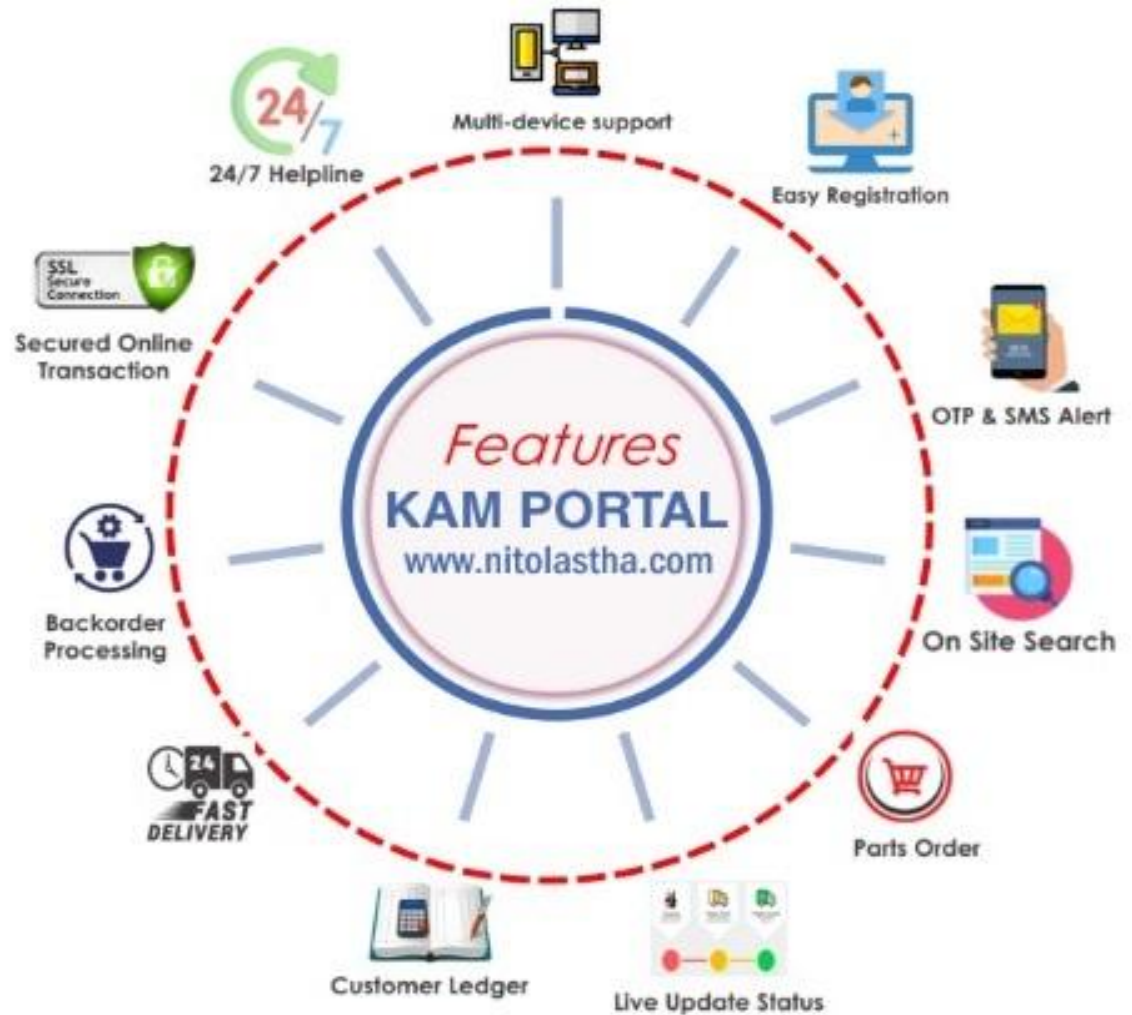 Multi-device support
24/7
24/7 Helpline
Easy Registration
SSL
Secure
Connection
Secured Online
Transaction
OTP & SMS Alert
Features
KAM PORTAL
www.nitolastha.com
Backorder
Processing
On Site Search
24
FAST
DELIVERY
Parts Order
Customer Ledger
Live Update Status